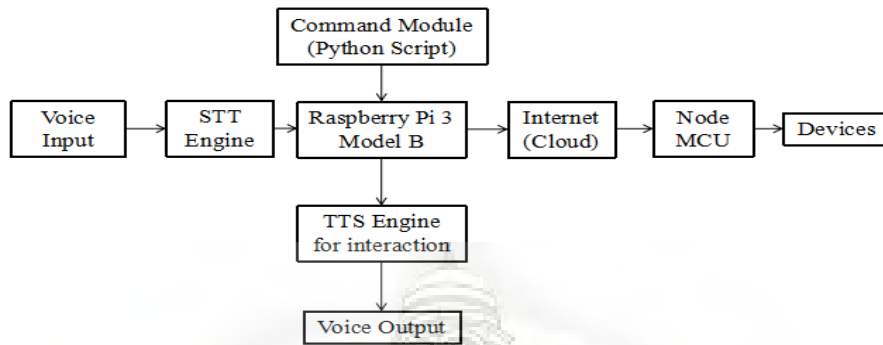 Command Module
(Python Script)
Voice
Input
STT
Engine
Raspberry Pi 3
Model B
Internet
(Cloud)
Node
MCU
Devices
TTS Engine
for interaction
Voice Output